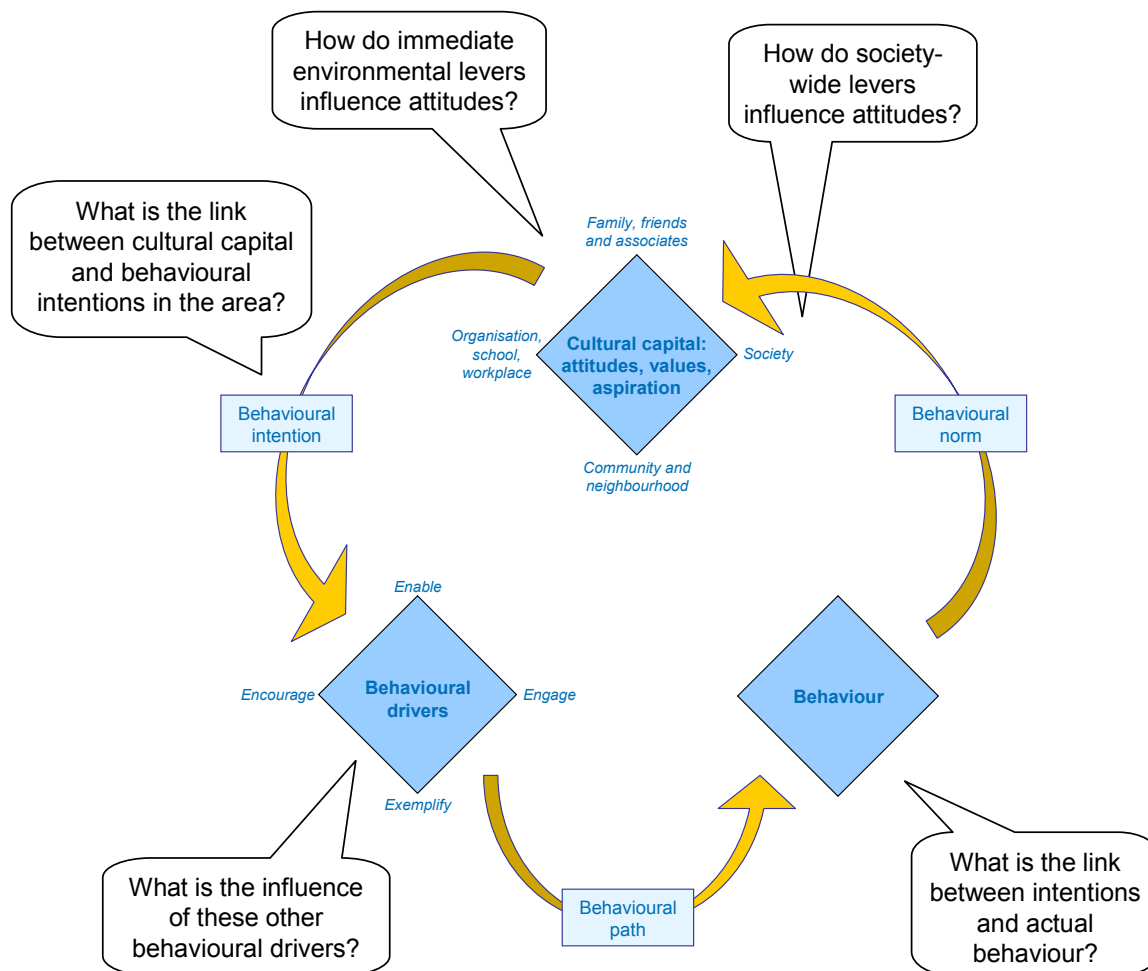 How do immediate
environmental levers
influence attitudes?
How do society-
wide levers
influence attitudes?
What is the link
between cultural capital
and behavioural
intentions in the area?
Family, friends
and associates
Organisation,
school,
workplace
Cultural capital:
attitudes, values,
aspiration
Society
Community and
neighbourhood
Behavioural
intention
Behavioural
norm
Enable
Encourage
Behavioural
drivers
Engage
Exemplify
Behaviour
What is the influence
of these other
behavioural drivers?
Behavioural
path
What is the link
between intentions
and actual
behaviour?